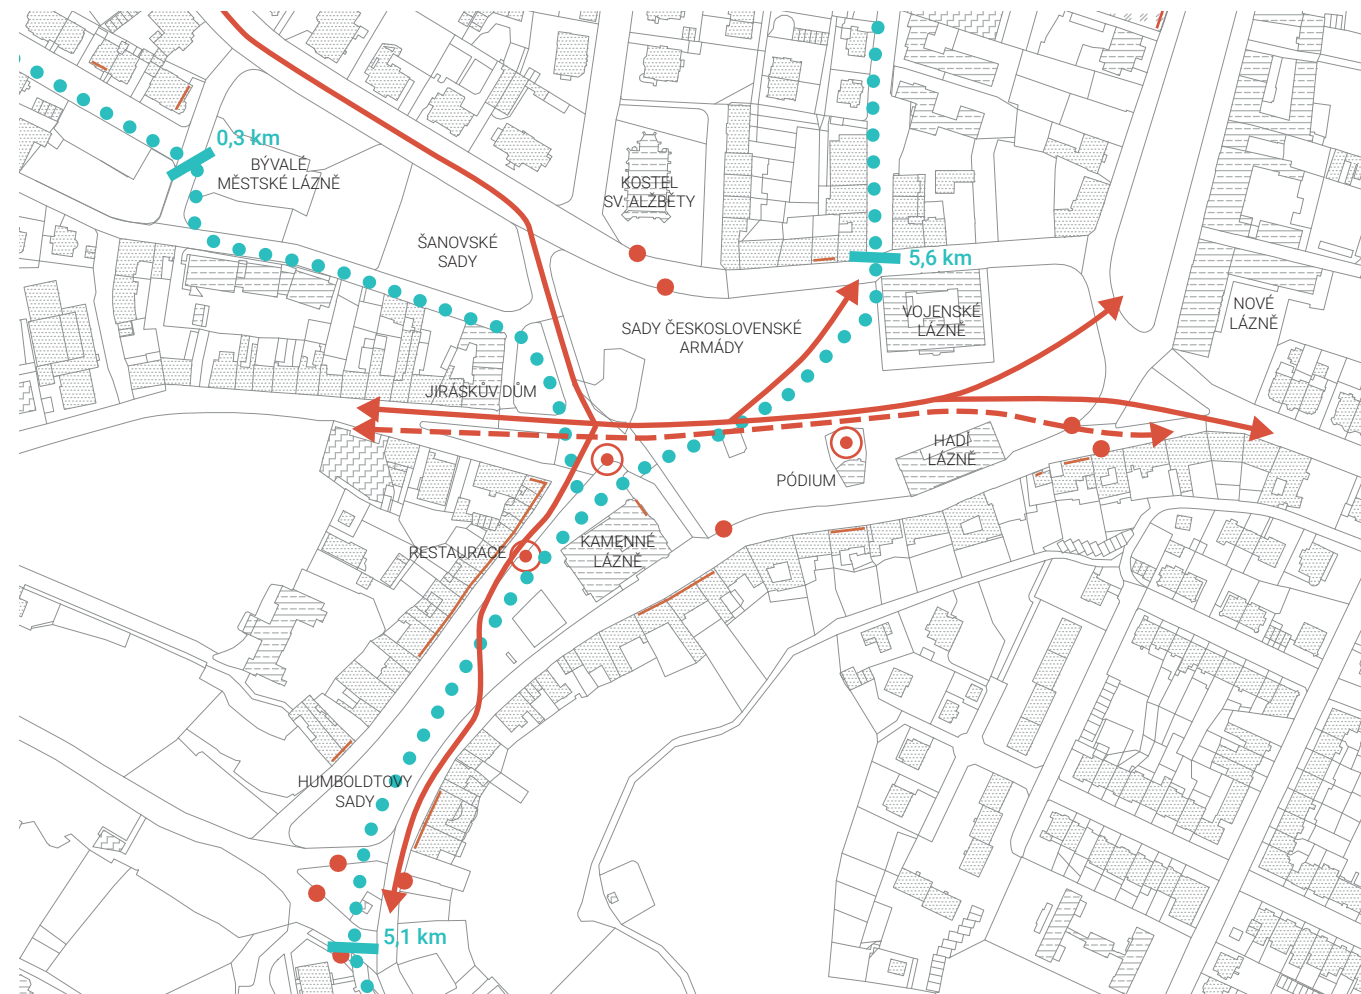 0,3 km
BÝVALÉ
MĚSTSKÉ LÁZNĚ
KOSTEL
SV. ALŽBĚTY
ŠANOVSKÉ
SADY
5,6 km
SADY ČESKOSLOVENSKÉ
ARMÁDY
VOJENSKÉ
LÁZNĚ
NOVÉ
LÁZNĚ
JIRÁSKŮV DŮM
HADÍ
LÁZNĚ
PÓDIUM
RESTAURACE
KAMENNÉ
LÁZNĚ
HUMBOLDTOVY
SADY
5,1 km